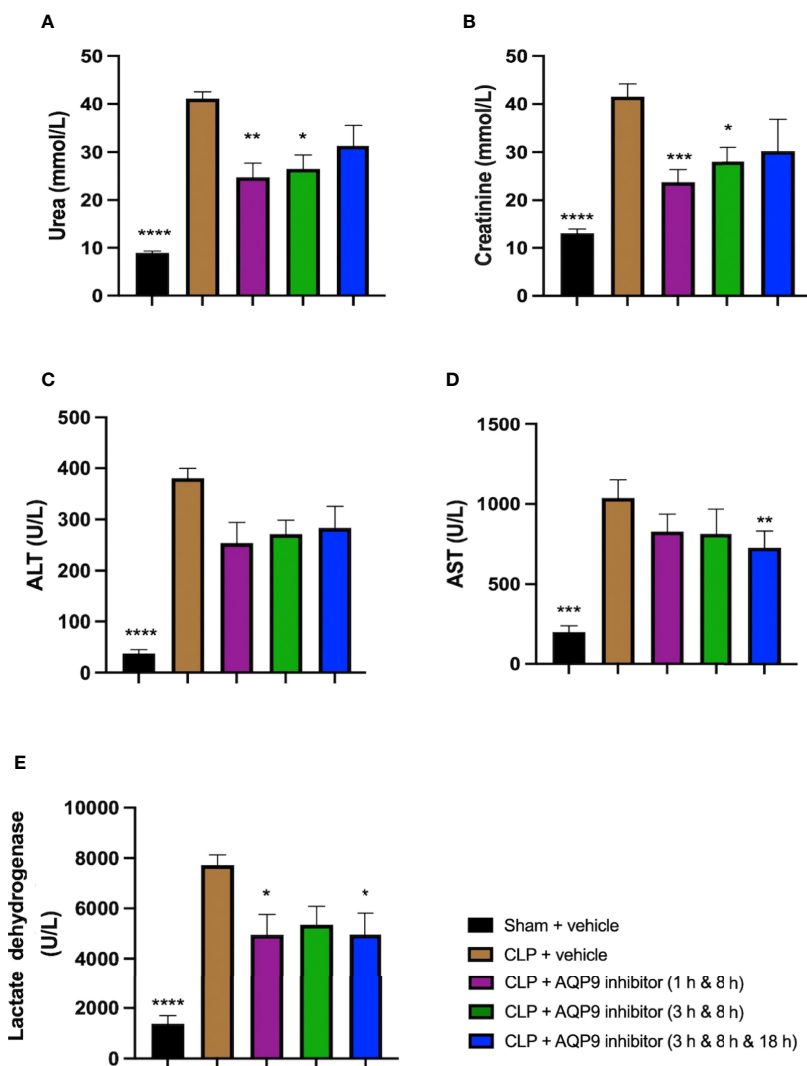 A
Urea (mmol/L)
50
40
30
20
10
0
****
**
*
B
Creatinine (mmol/L)
50
40
30
20
10
0
****
***
*
C
ALT (U/L)
500
400
300
200
100
0
****
D
AST (U/L)
1500
1000
500
0
***
**
E
Lactate dehydrogenase
(U/L)
10000
8000
6000
4000
2000
0
****
*
*
Sham + vehicle
CLP + vehicle
CLP + AQP9 inhibitor (1 h & 8 h)
CLP + AQP9 inhibitor (3 h & 8 h)
CLP + AQP9 inhibitor (3 h & 8 h & 18 h)